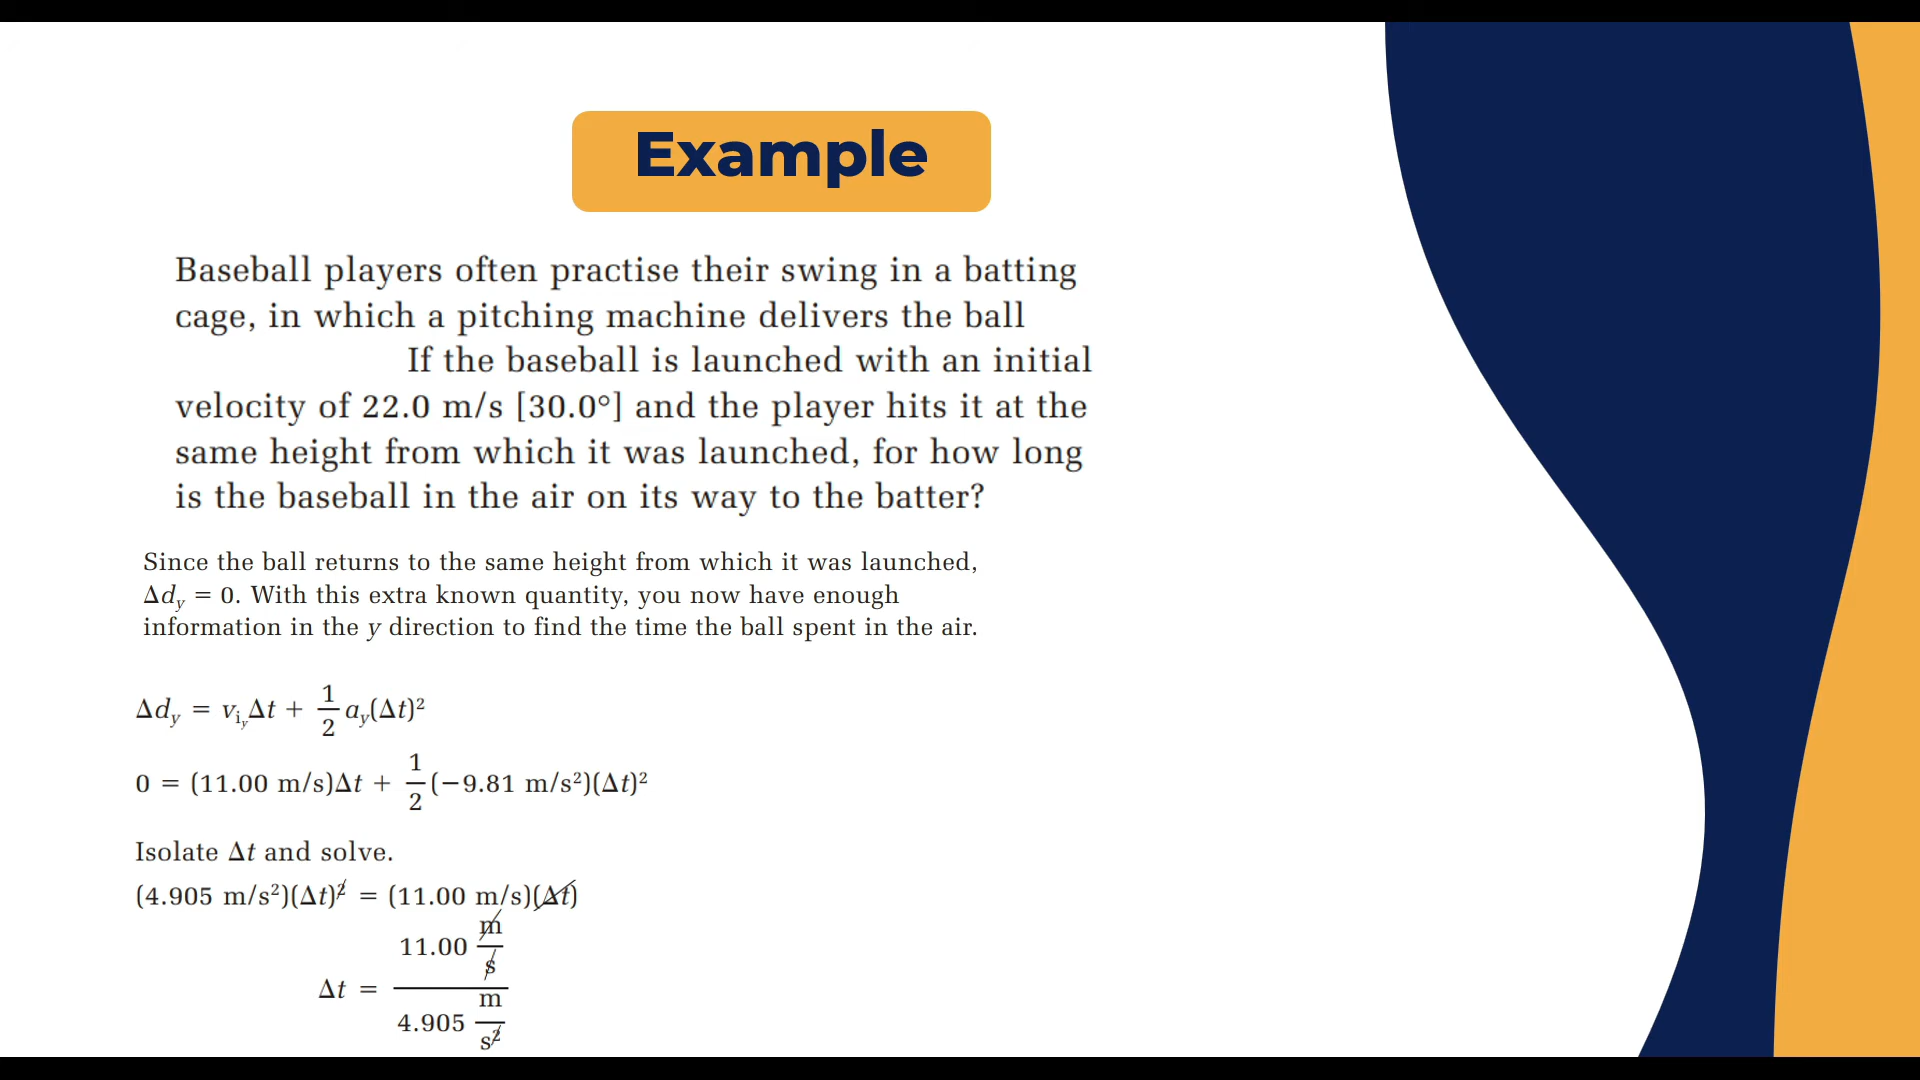 Example
Baseball players often practise their swing in a batting
cage, in which a pitching machine delivers the ball
If the baseball is launched with an initial
velocity of 22.0 m/s [30.0°] and the player hits it at the
same height from which it was launched, for how long
is the baseball in the air on its way to the batter?
Since the ball returns to the same height from which it was launched,
Δd_y = 0. With this extra known quantity, you now have enough
information in the y direction to find the time the ball spent in the air.
Δd_y = v_{i_y}Δt + 1/2 a_y(Δt)²
0 = (11.00 m/s)Δt + 1/2(−9.81 m/s²)(Δt)²
Isolate Δt and solve.
(4.905 m/s²)(Δt)² = (11.00 m/s)(Δt)
Δt = (11.00 m/s)/(4.905 m/s²)